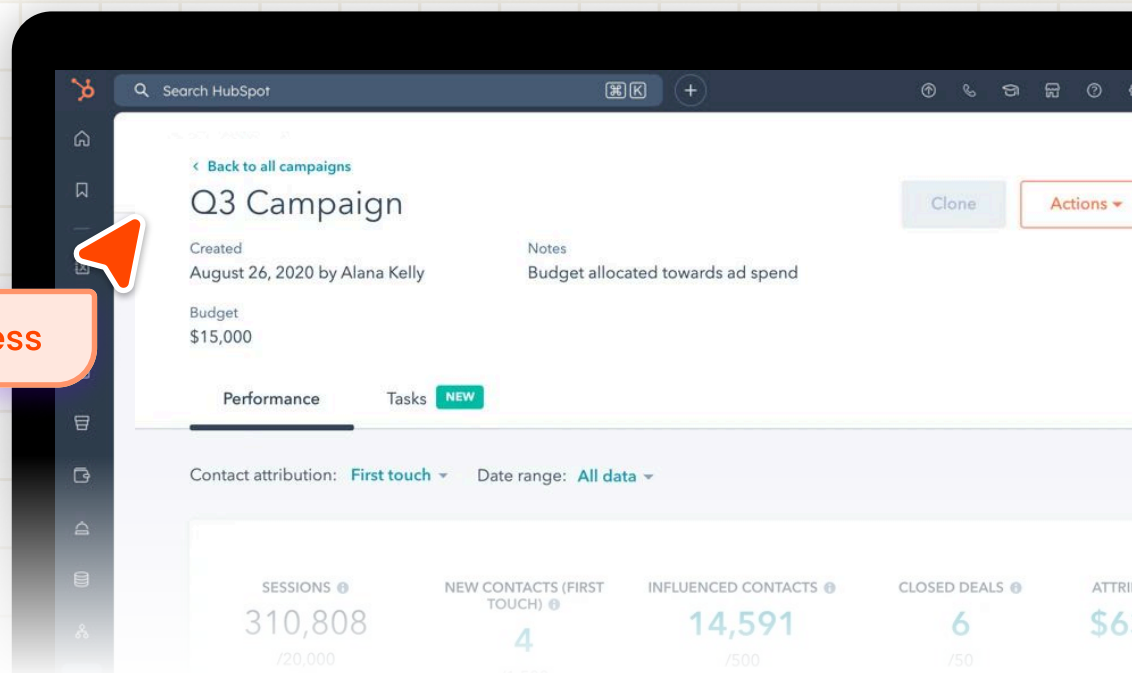 Search HubSpot ⌘ K +
Back to all campaigns
Q3 Campaign
Clone
Actions
Created
August 26, 2020 by Alana Kelly
Notes
Budget allocated towards ad spend
Budget
$15,000
ess
Performance
Tasks NEW
Contact attribution: First touch Date range: All data
SESSIONS
310,808
/20,000
NEW CONTACTS (FIRST
TOUCH)
4
INFLUENCED CONTACTS
14,591
/500
CLOSED DEALS
6
/50
ATTRI
$6